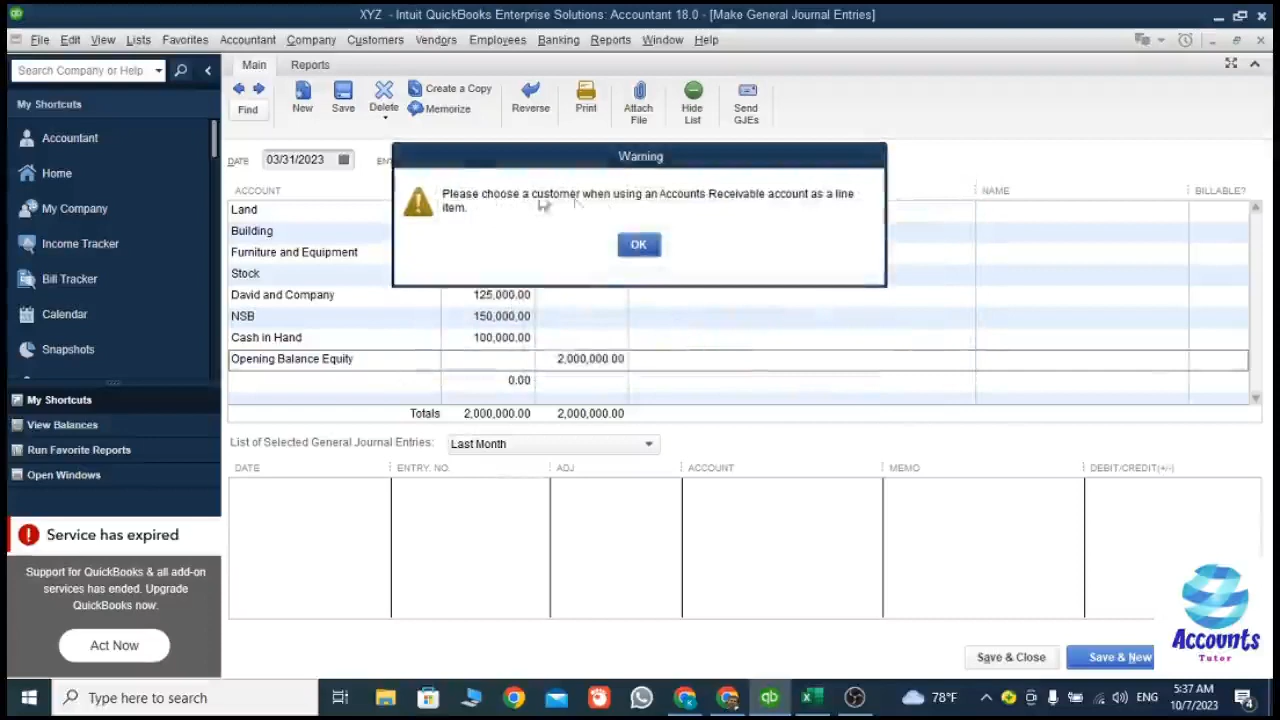 XYZ - Intuit QuickBooks Enterprise Solutions: Accountant 18.0 - [Make General Journal Entries]
File Edit View Lists Favorites Accountant Company Customers Vendors Employees Banking Reports Window Help
Search Company or Help
Main Reports
Find New Save Delete Create a Copy Memorize Reverse Print Attach File Hide List Send GJEs
My Shortcuts
Accountant
Home
My Company
Income Tracker
Bill Tracker
Calendar
Snapshots
My Shortcuts
View Balances
Run Favorite Reports
Open Windows
Service has expired
Support for QuickBooks & all add-on
services has ended. Upgrade
QuickBooks now.
Act Now
DATE 03/31/2023
Warning
Please choose a customer when using an Accounts Receivable account as a line
item.
OK
ACCOUNT NAME BILLABLE?
Land
Building
Furniture and Equipment
Stock
David and Company 125,000.00
NSB 150,000.00
Cash in Hand 100,000.00
Opening Balance Equity 2,000,000.00
0.00
Totals 2,000,000.00 2,000,000.00
List of Selected General Journal Entries: Last Month
DATE ENTRY. NO. ADJ ACCOUNT MEMO DEBIT/CREDIT(+/-)
Save & Close Save & New
Accounts
Tutor
Type here to search
78°F
ENG
5:37 AM
10/7/2023
4